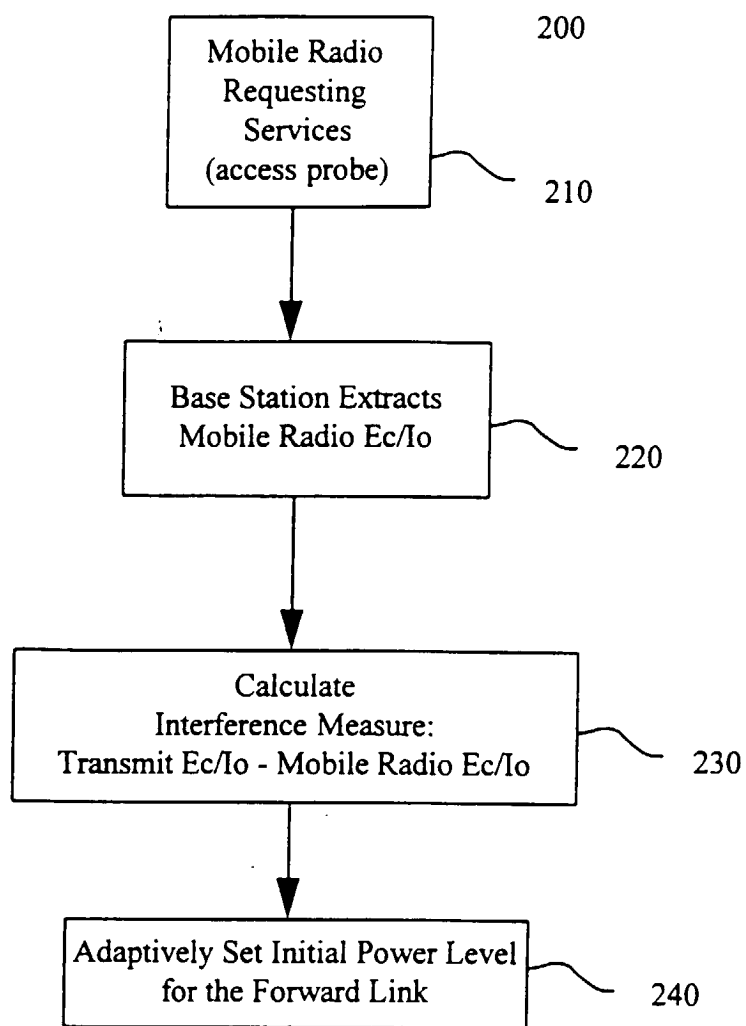 200
Mobile Radio
Requesting
Services
(access probe)
210
Base Station Extracts
Mobile Radio Ec/Io
220
Calculate
Interference Measure:
Transmit Ec/Io - Mobile Radio Ec/Io
230
Adaptively Set Initial Power Level
for the Forward Link
240